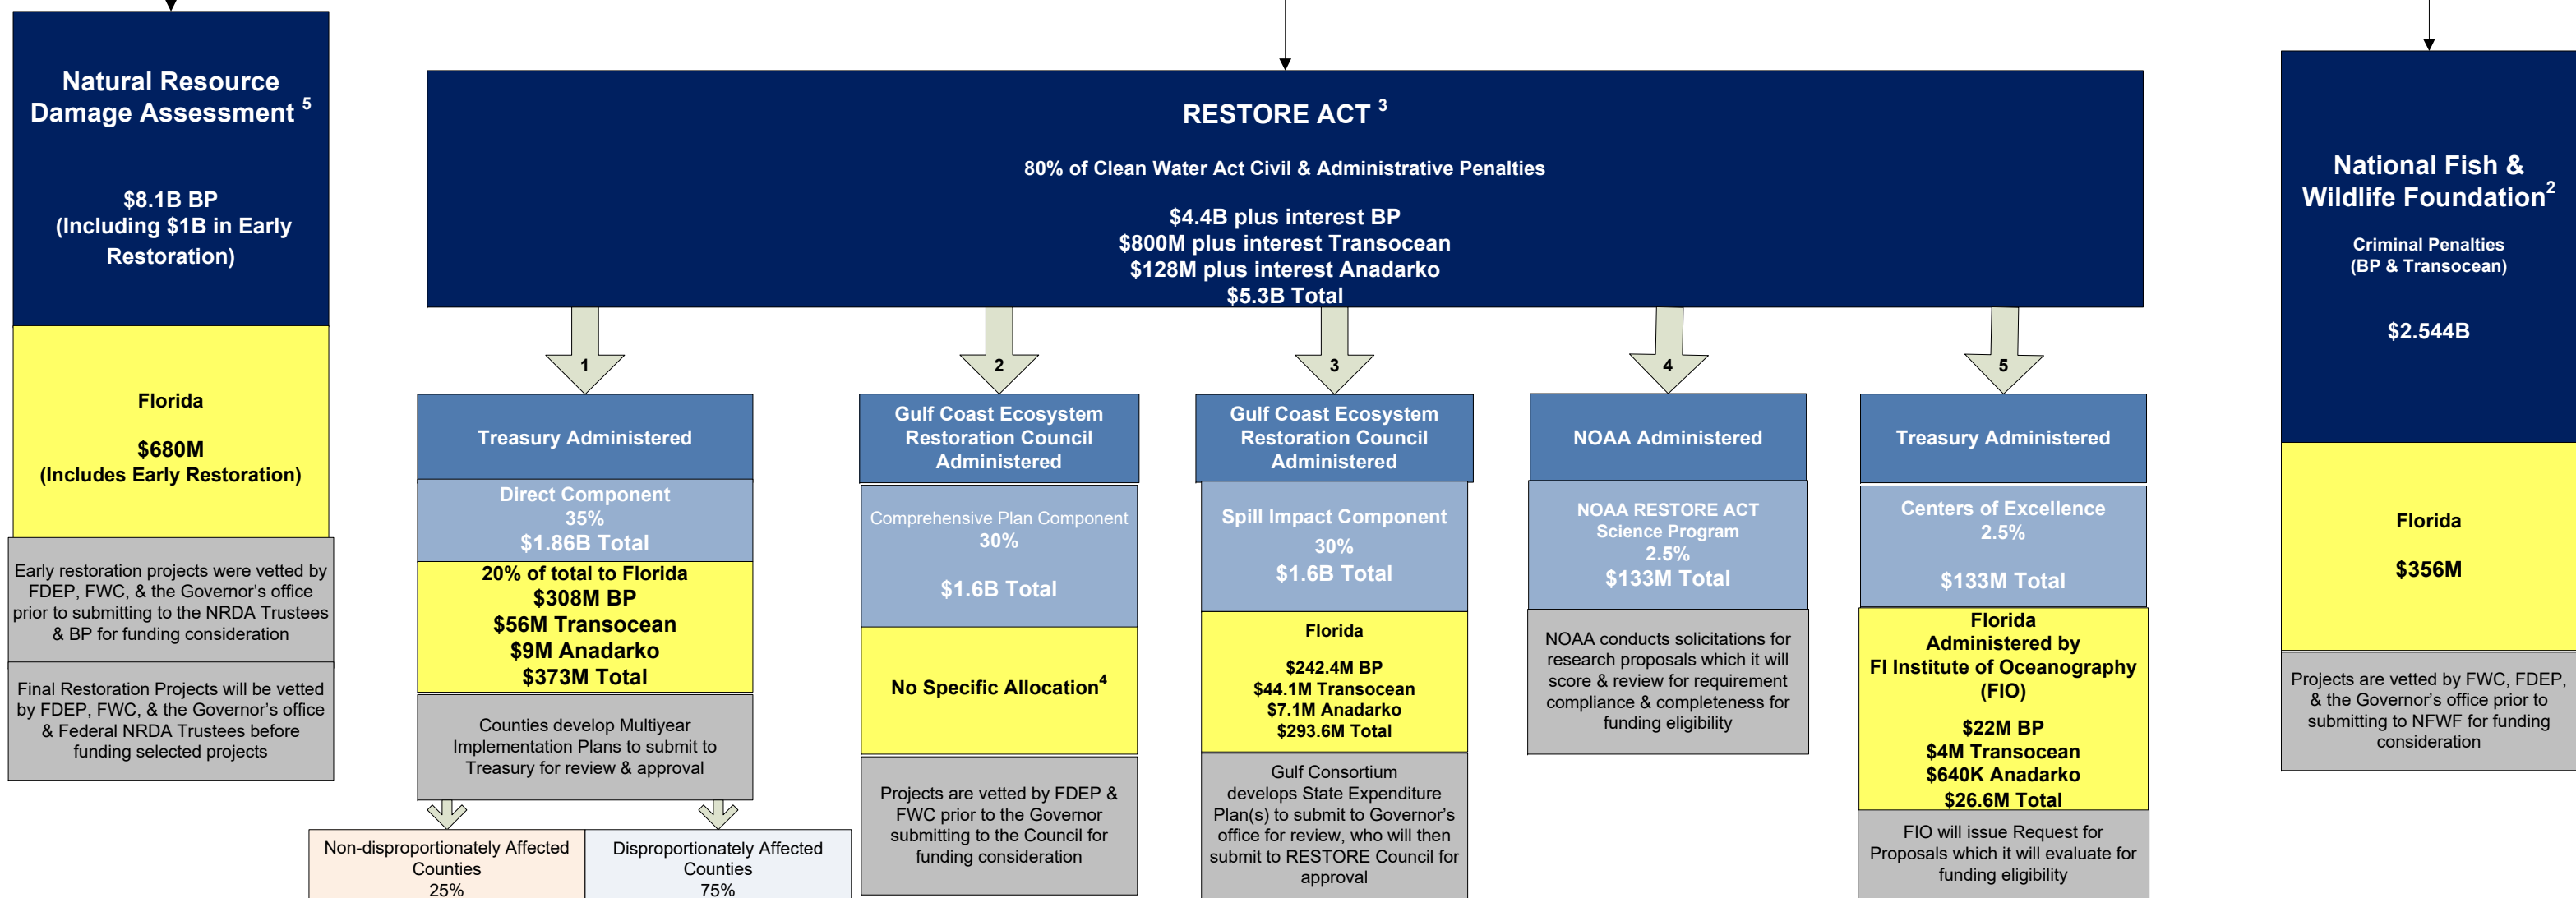 Natural Resource
Damage Assessment 5
$8.1B BP
(Including $1B in Early
Restoration)
Florida
$680M
(Includes Early Restoration)
Early restoration projects were vetted by
FDEP, FWC, & the Governor's office
prior to submitting to the NRDA Trustees
& BP for funding consideration
Final Restoration Projects will be vetted
by FDEP, FWC, & the Governor's office
& Federal NRDA Trustees before
funding selected projects
RESTORE ACT 3
80% of Clean Water Act Civil & Administrative Penalties
$4.4B plus interest BP
$800M plus interest Transocean
$128M plus interest Anadarko
$5.3B Total
1
Treasury Administered
Direct Component
35%
$1.86B Total
20% of total to Florida
$308M BP
$56M Transocean
$9M Anadarko
$373M Total
Counties develop Multiyear
Implementation Plans to submit to
Treasury for review & approval
Non-disproportionately Affected
Counties
25%
Disproportionately Affected
Counties
75%
2
Gulf Coast Ecosystem
Restoration Council
Administered
Comprehensive Plan Component
30%
$1.6B Total
No Specific Allocation4
Projects are vetted by FDEP &
FWC prior to the Governor
submitting to the Council for
funding consideration
3
Gulf Coast Ecosystem
Restoration Council
Administered
Spill Impact Component
30%
$1.6B Total
Florida
$242.4M BP
$44.1M Transocean
$7.1M Anadarko
$293.6M Total
Gulf Consortium
develops State Expenditure
Plan(s) to submit to Governor's
office for review, who will then
submit to RESTORE Council for
approval
4
NOAA Administered
NOAA RESTORE ACT
Science Program
2.5%
$133M Total
NOAA conducts solicitations for
research proposals which it will
score & review for requirement
compliance & completeness for
funding eligibility
5
Treasury Administered
Centers of Excellence
2.5%
$133M Total
Florida
Administered by
Fl Institute of Oceanography
(FIO)
$22M BP
$4M Transocean
$640K Anadarko
$26.6M Total
FIO will issue Request for
Proposals which it will evaluate for
funding eligibility
National Fish &
Wildlife Foundation2
Criminal Penalties
(BP & Transocean)
$2.544B
Florida
$356M
Projects are vetted by FWC, FDEP,
& the Governor's office prior to
submitting to NFWF for funding
consideration